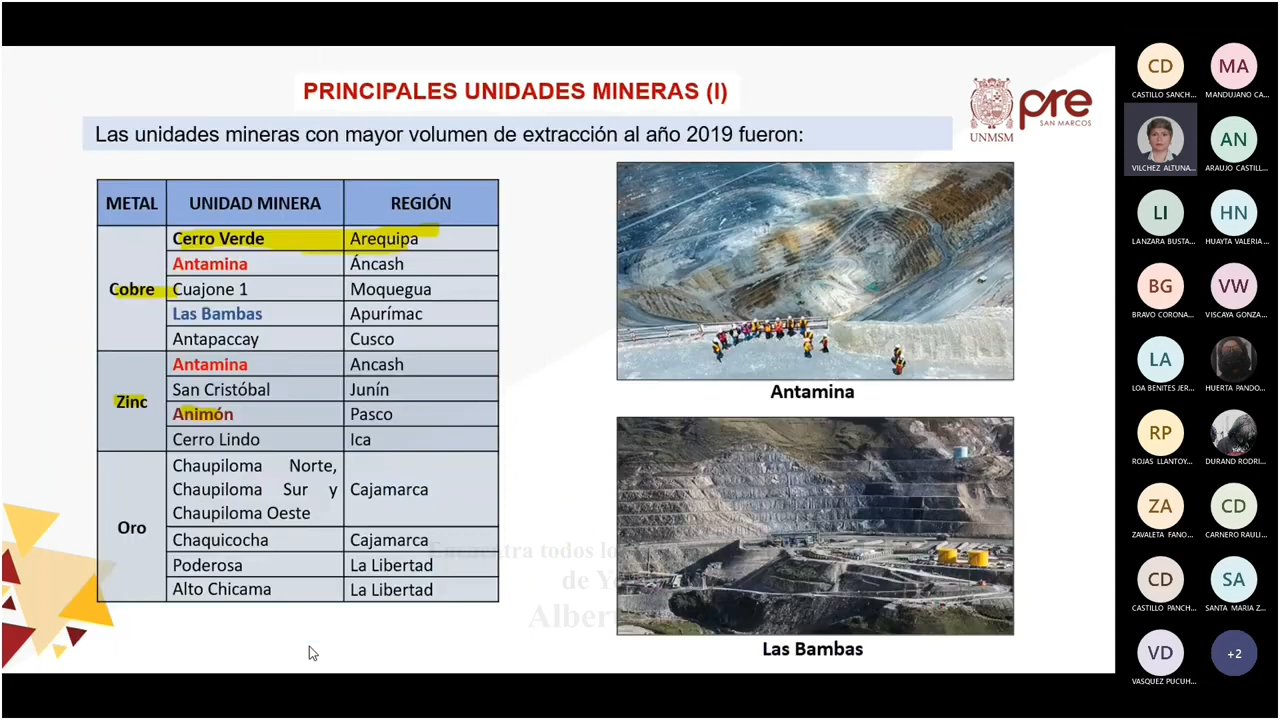 PRINCIPALES UNIDADES MINERAS (I)
UNMSM
pre
SAN MARCOS
Las unidades mineras con mayor volumen de extracción al año 2019 fueron:
METAL UNIDAD MINERA REGIÓN
Cobre
Cerro Verde Arequipa
Antamina Áncash
Cuajone 1 Moquegua
Las Bambas Apurímac
Antapaccay Cusco
Zinc
Antamina Ancash
San Cristóbal Junín
Animón Pasco
Cerro Lindo Ica
Oro
Chaupiloma Norte,
Chaupiloma Sur y
Chaupiloma Oeste
Cajamarca
Chaquicocha Cajamarca
Poderosa La Libertad
Alto Chicama La Libertad
Antamina
Las Bambas
Encuentra todos lo
de Y
Alber
CD
CASTILLO SANCH...
MA
MANDUJANO CA...
VILCHEZ ALTUNA...
AN
ARAUJO CASTILL...
LI
LANZARA BUSTA...
HN
HUAYTA VALERIA ...
BG
BRAVO CORONA...
VW
VISCAYA GONZA...
LA
LOA BENITES JER...
HUERTA PANDO...
RP
ROJAS LLANTOY...
DURAND RODRI...
ZA
ZAVALETA FANO...
CD
CARNERO RAULI...
CD
CASTILLO PANCH...
SA
SANTA MARIA Z...
VD
VASQUEZ PUCUH...
+2